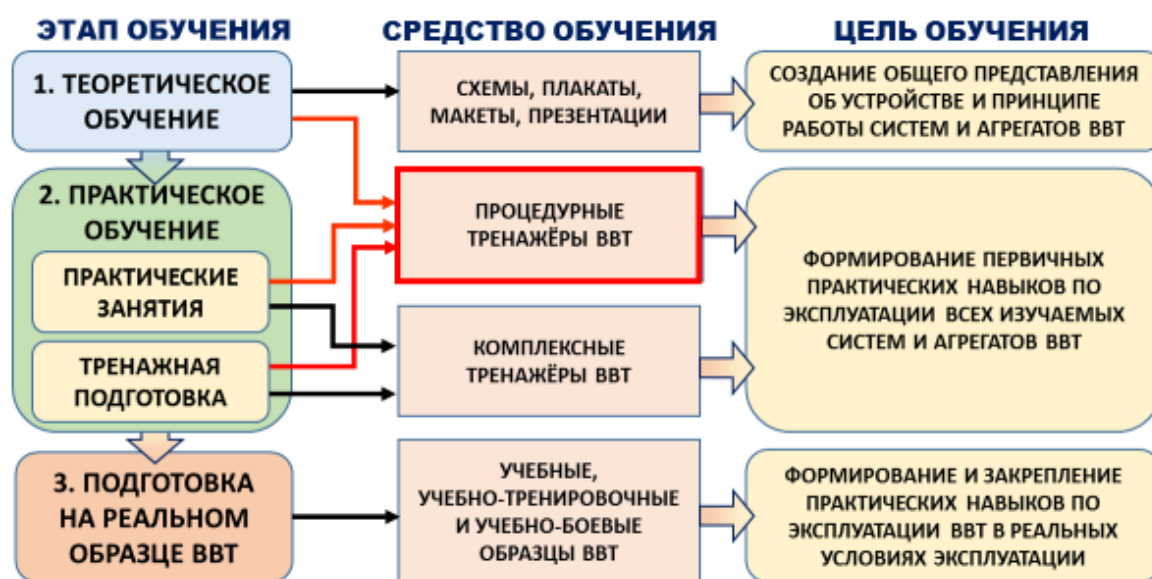 ЭТАП ОБУЧЕНИЯ
СРЕДСТВО ОБУЧЕНИЯ
ЦЕЛЬ ОБУЧЕНИЯ
1. ТЕОРЕТИЧЕСКОЕ
ОБУЧЕНИЕ
СХЕМЫ, ПЛАКАТЫ,
МАКЕТЫ, ПРЕЗЕНТАЦИИ
СОЗДАНИЕ ОБЩЕГО ПРЕДСТАВЛЕНИЯ
ОБ УСТРОЙСТВЕ И ПРИНЦИПЕ
РАБОТЫ СИСТЕМ И АГРЕГАТОВ ВВТ
2. ПРАКТИЧЕСКОЕ
ОБУЧЕНИЕ
ПРАКТИЧЕСКИЕ
ЗАНЯТИЯ
ТРЕНАЖНАЯ
ПОДГОТОВКА
ПРОЦЕДУРНЫЕ
ТРЕНАЖЁРЫ ВВТ
КОМПЛЕКСНЫЕ
ТРЕНАЖЁРЫ ВВТ
ФОРМИРОВАНИЕ ПЕРВИЧНЫХ
ПРАКТИЧЕСКИХ НАВЫКОВ ПО
ЭКСПЛУАТАЦИИ ВСЕХ ИЗУЧАЕМЫХ
СИСТЕМ И АГРЕГАТОВ ВВТ
3. ПОДГОТОВКА
НА РЕАЛЬНОМ
ОБРАЗЦЕ ВВТ
УЧЕБНЫЕ,
УЧЕБНО-ТРЕНИРОВОЧНЫЕ
И УЧЕБНО-БОЕВЫЕ
ОБРАЗЦЫ ВВТ
ФОРМИРОВАНИЕ И ЗАКРЕПЛЕНИЕ
ПРАКТИЧЕСКИХ НАВЫКОВ ПО
ЭКСПЛУАТАЦИИ ВВТ В РЕАЛЬНЫХ
УСЛОВИЯХ ЭКСПЛУАТАЦИИ